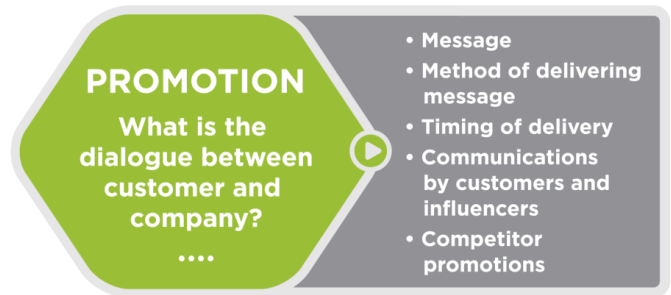 PROMOTION
What is the
dialogue between
customer and
company?
....
• Message
• Method of delivering
message
• Timing of delivery
• Communications
by customers and
influencers
• Competitor
promotions